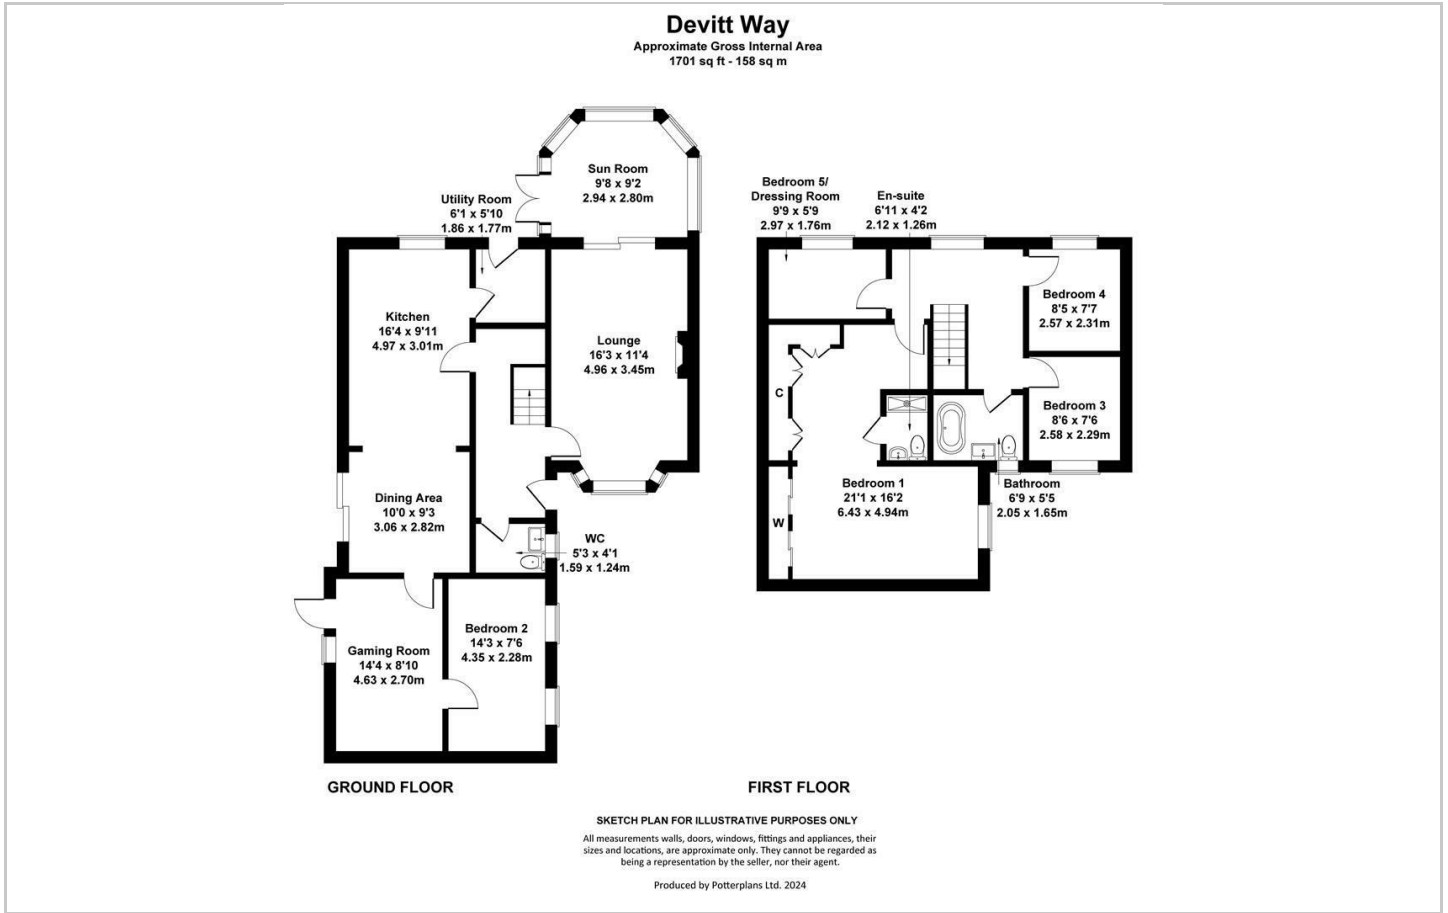 Devitt Way
Approximate Gross Internal Area
1701 sq ft - 158 sq m
Sun Room
9'8 x 9'2
2.94 x 2.80m
Utility Room
6'1 x 5'10
1.86 x 1.77m
Kitchen
16'4 x 9'11
4.97 x 3.01m
Lounge
16'3 x 11'4
4.96 x 3.45m
Dining Area
10'0 x 9'3
3.06 x 2.82m
WC
5'3 x 4'1
1.59 x 1.24m
Gaming Room
14'4 x 8'10
4.63 x 2.70m
Bedroom 2
14'3 x 7'6
4.35 x 2.28m
GROUND FLOOR
Bedroom 5/
Dressing Room
9'9 x 5'9
2.97 x 1.76m
En-suite
6'11 x 4'2
2.12 x 1.26m
Bedroom 4
8'5 x 7'7
2.57 x 2.31m
C
Bedroom 3
8'6 x 7'6
2.58 x 2.29m
Bedroom 1
21'1 x 16'2
6.43 x 4.94m
W
Bathroom
6'9 x 5'5
2.05 x 1.65m
FIRST FLOOR
SKETCH PLAN FOR ILLUSTRATIVE PURPOSES ONLY
All measurements walls, doors, windows, fittings and appliances, their
sizes and locations, are approximate only. They cannot be regarded as
being a representation by the seller, nor their agent.
Produced by Potterplans Ltd. 2024